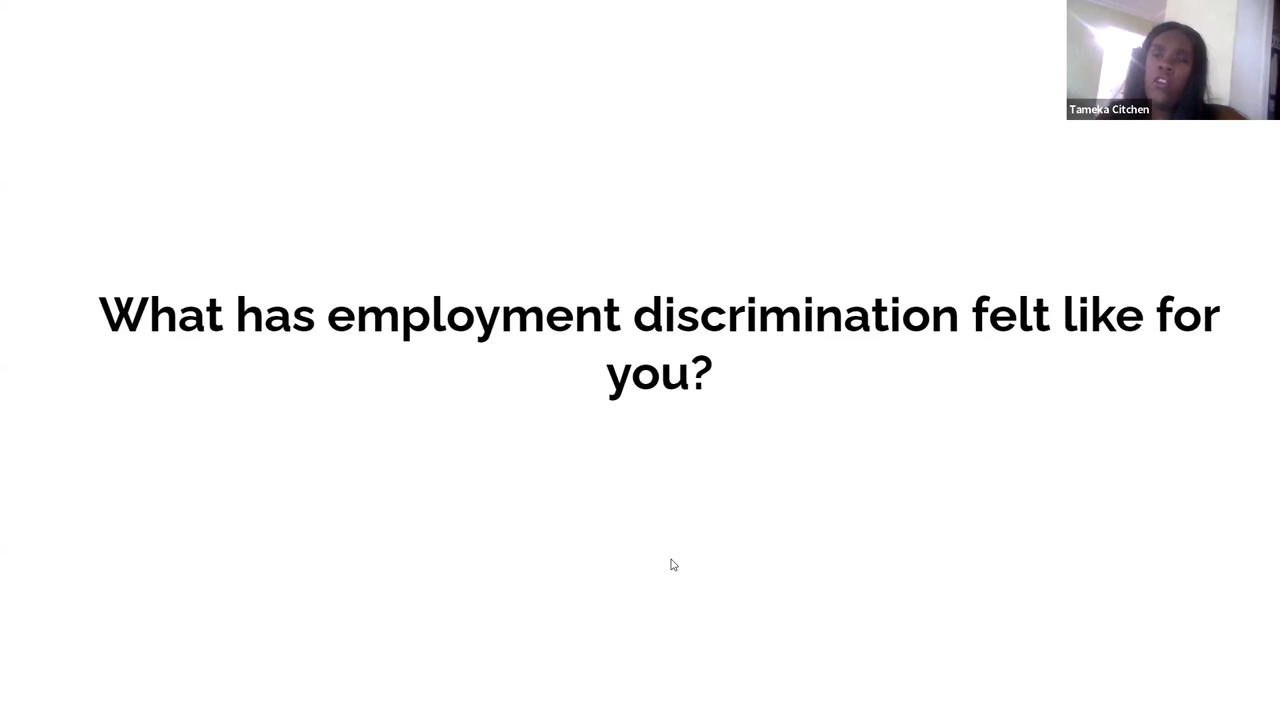 Tameka Citchen
What has employment discrimination felt like for
you?